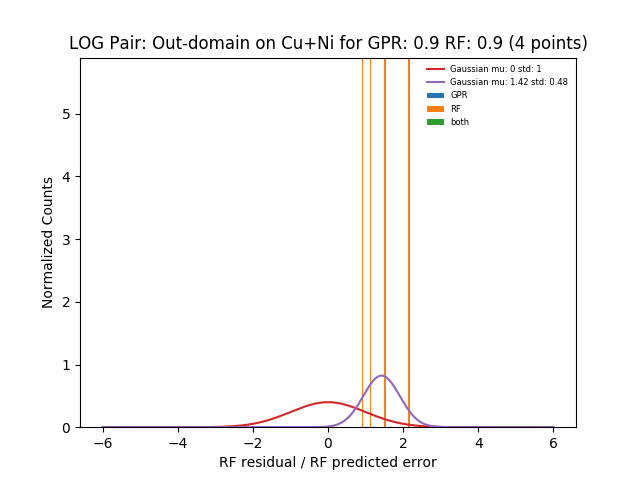 LOG Pair: Out-domain on Cu+Ni for GPR: 0.9 RF: 0.9 (4 points)
Gaussian mu: 0 std: 1
Gaussian mu: 1.42 std: 0.48
GPR
RF
both
Normalized Counts
5
4
3
2
1
0
−6
−4
−2
0
2
4
6
RF residual / RF predicted error